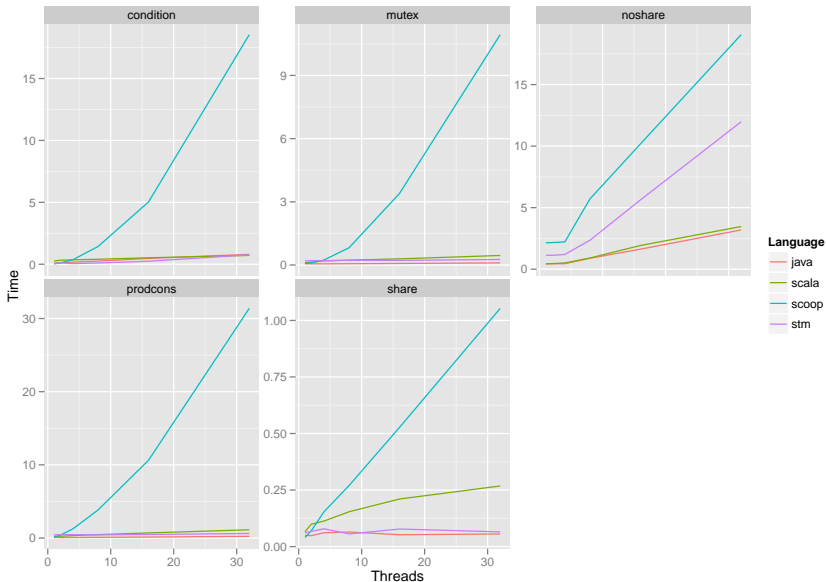 condition
mutex
noshare
15
10
5
0
9
6
3
0
15
10
5
0
Time
prodcons
share
30
20
10
0
1.00
0.75
0.50
0.25
0.00
0 10 20 30
0 10 20 30
Threads
Language
java
scala
scoop
stm